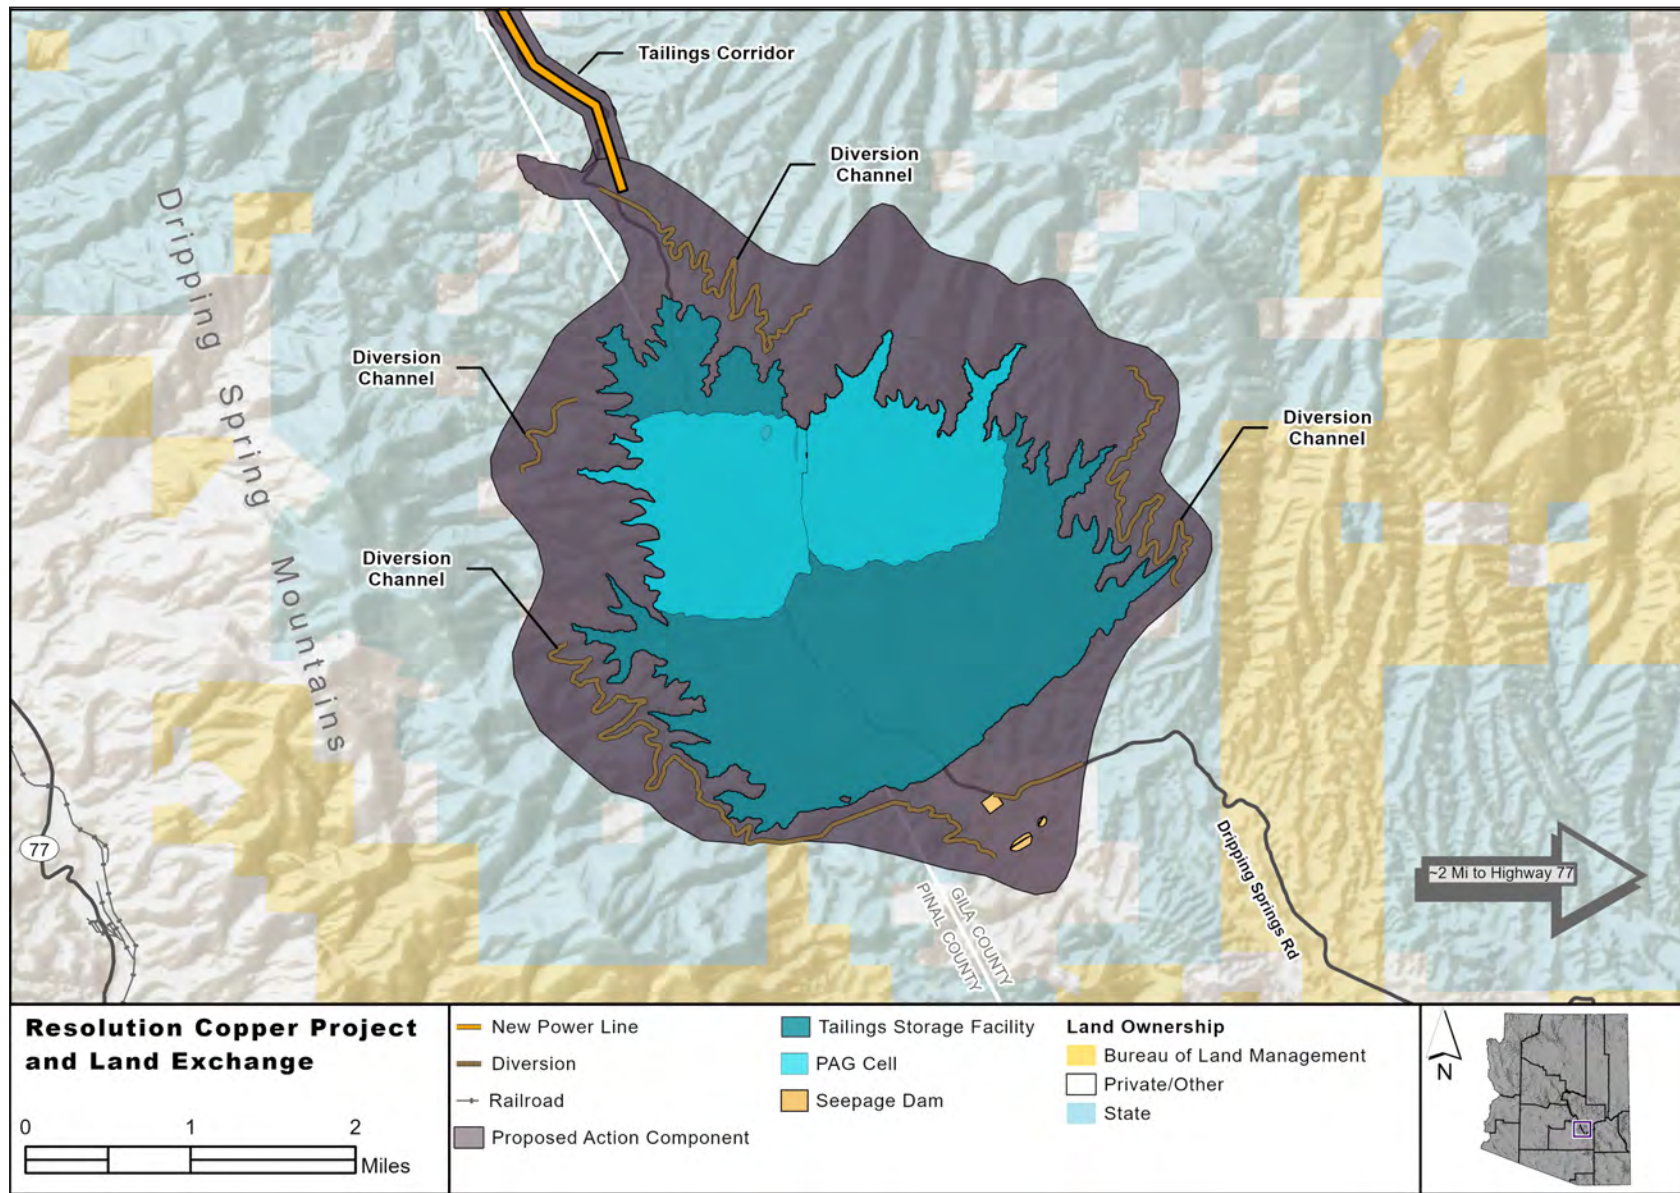 Tailings Corridor
Diversion
Channel
Dripping Spring Mountains
Diversion
Channel
Diversion
Channel
Diversion
Channel
77
~2 Mi to Highway 77
Dripping Springs Rd
GILA COUNTY
PINAL COUNTY
Resolution Copper Project
and Land Exchange
0 1 2
Miles
New Power Line
Diversion
Railroad
Proposed Action Component
Tailings Storage Facility
PAG Cell
Seepage Dam
Land Ownership
Bureau of Land Management
Private/Other
State
N